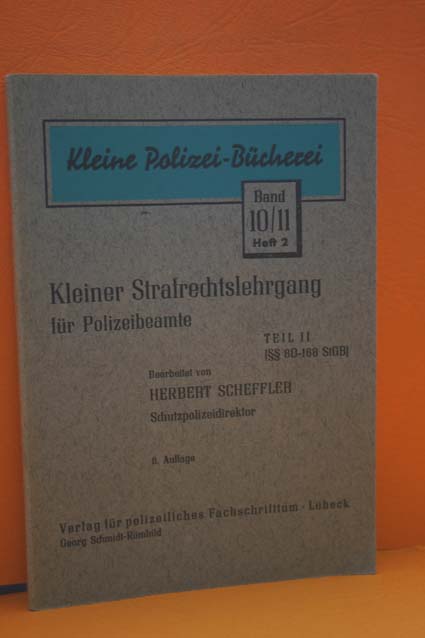 Kleine Polizei-Bücherei
Band
10/11
Heft 2
Kleiner Strafrechtslehrgang
für Polizeibeamte
TEIL II
[§§ 80-168 StGB]
Bearbeitet von
HERBERT SCHEFFLER
Schutzpolizeidirektor
6. Auflage
Verlag für polizeiliches Fachschrifttum · Lübeck
Georg Schmidt-Römhild